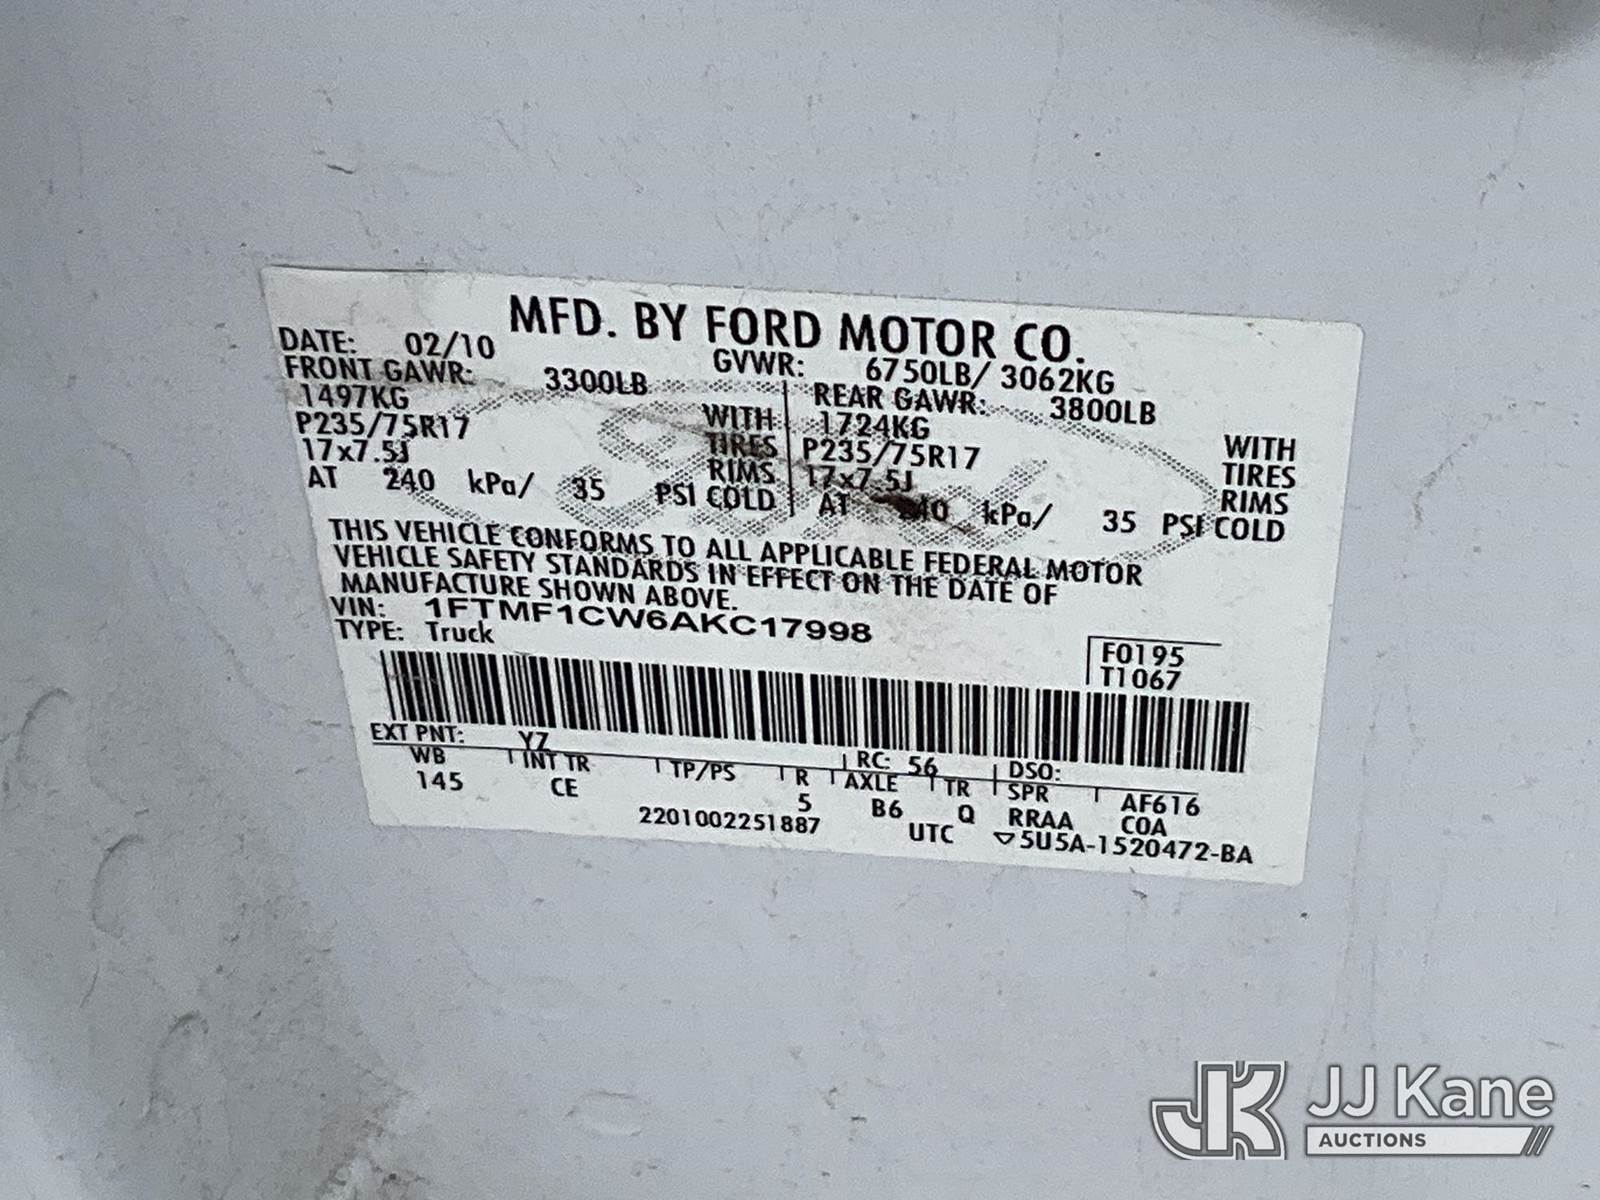 MFD. BY FORD MOTOR CO.
DATE: 02/10 GVWR: 6750LB/ 3062KG
FRONT GAWR: 3300LB REAR GAWR: 3800LB
1497KG WITH 1724KG WITH
P235/75R17 TIRES P235/75R17 TIRES
17x7.5J RIMS 17x7.5J RIMS
AT 240 kPa/ 35 PSI COLD AT 240 kPa/ 35 PSI COLD
THIS VEHICLE CONFORMS TO ALL APPLICABLE FEDERAL MOTOR
VEHICLE SAFETY STANDARDS IN EFFECT ON THE DATE OF
MANUFACTURE SHOWN ABOVE.
VIN: 1FTMF1CW6AKC17998
TYPE: Truck
F0195
T1067
EXT PNT: YZ RC: 56 DSO:
WB INT TR TP/PS R AXLE TR SPR AF616
145 CE 5 B6 Q RRAA COA
2201002251887 UTC ▽5U5A-1520472-BA
JK JJ Kane
AUCTIONS